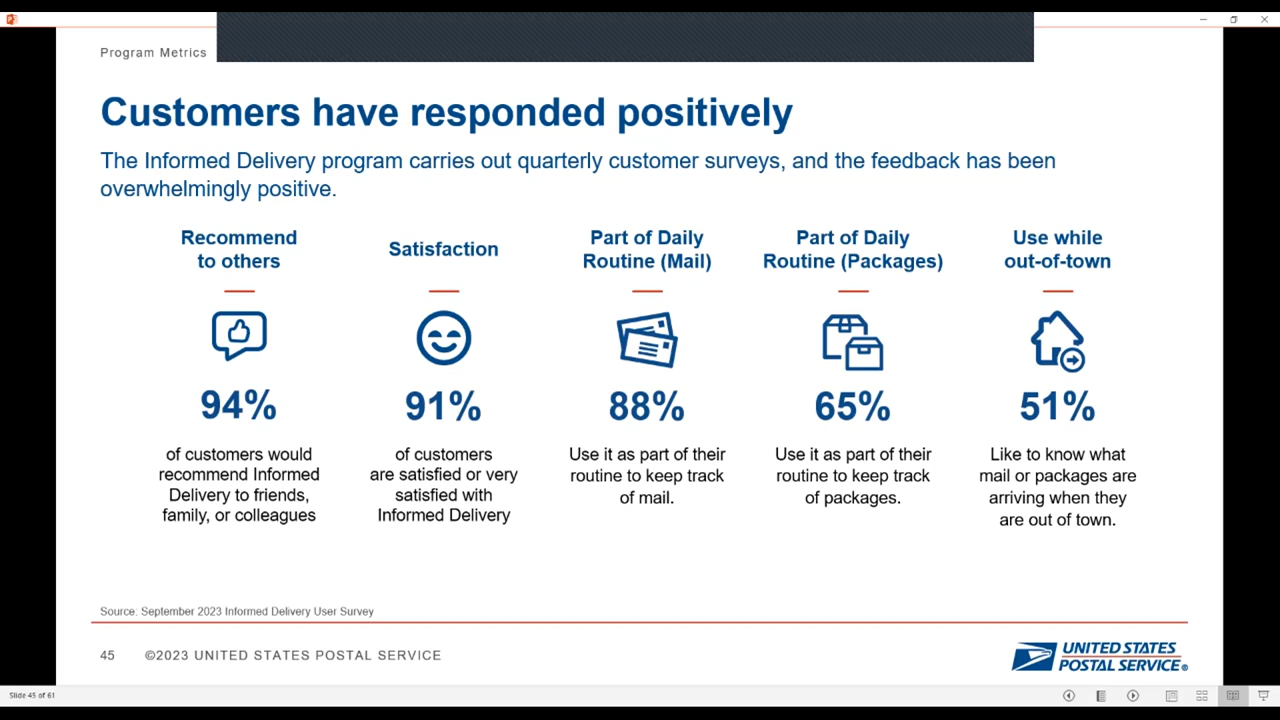 Program Metrics
Customers have responded positively
The Informed Delivery program carries out quarterly customer surveys, and the feedback has been
overwhelmingly positive.
Recommend
to others
94%
of customers would
recommend Informed
Delivery to friends,
family, or colleagues
Satisfaction
91%
of customers
are satisfied or very
satisfied with
Informed Delivery
Part of Daily
Routine (Mail)
88%
Use it as part of their
routine to keep track
of mail.
Part of Daily
Routine (Packages)
65%
Use it as part of their
routine to keep track
of packages.
Use while
out-of-town
51%
Like to know what
mail or packages are
arriving when they
are out of town.
Source: September 2023 Informed Delivery User Survey
45 ©2023 UNITED STATES POSTAL SERVICE
UNITED STATES
POSTAL SERVICE®
Slide 45 of 61